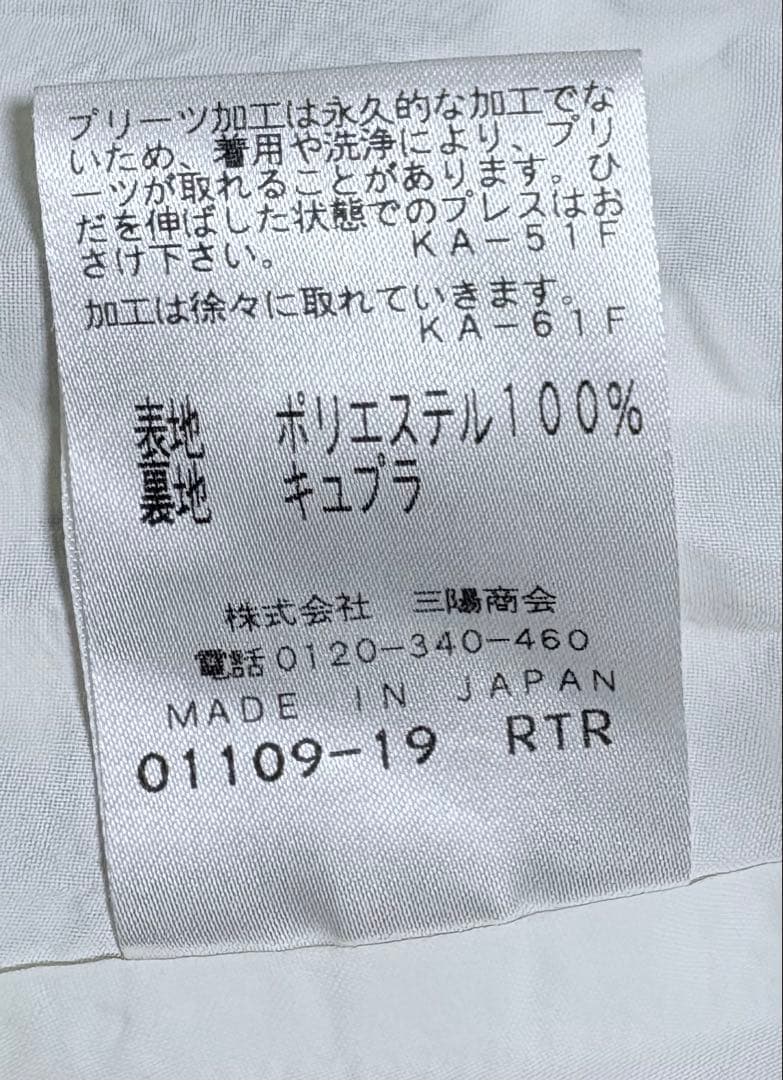 プリーツ加工は永久的な加工でな
いため、着用や洗浄により、プリ
ーツが取れることがあります。ひ
だを伸ばした状態でのプレスはお
さけ下さい。 KA-51F
加工は徐々に取れていきます。
KA-61F
表地 ポリエステル100%
裏地 キュプラ
株式会社 三陽商会
電話0120-340-460
MADE IN JAPAN
01109-19 RTR